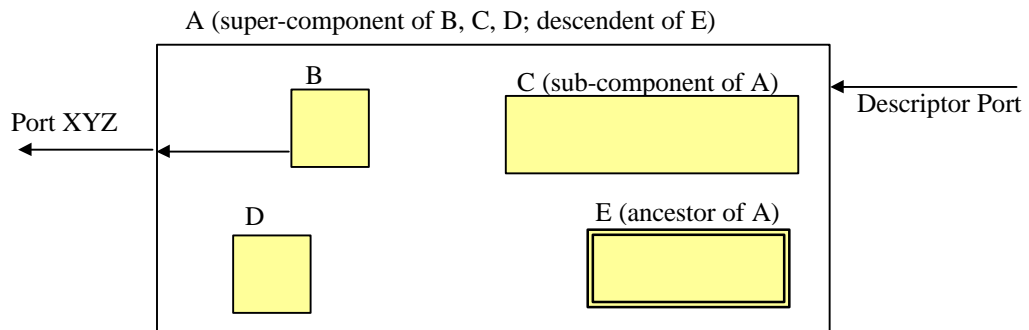 A (super-component of B, C, D; descendent of E)
B
C (sub-component of A)
Descriptor Port
Port XYZ
D
E (ancestor of A)